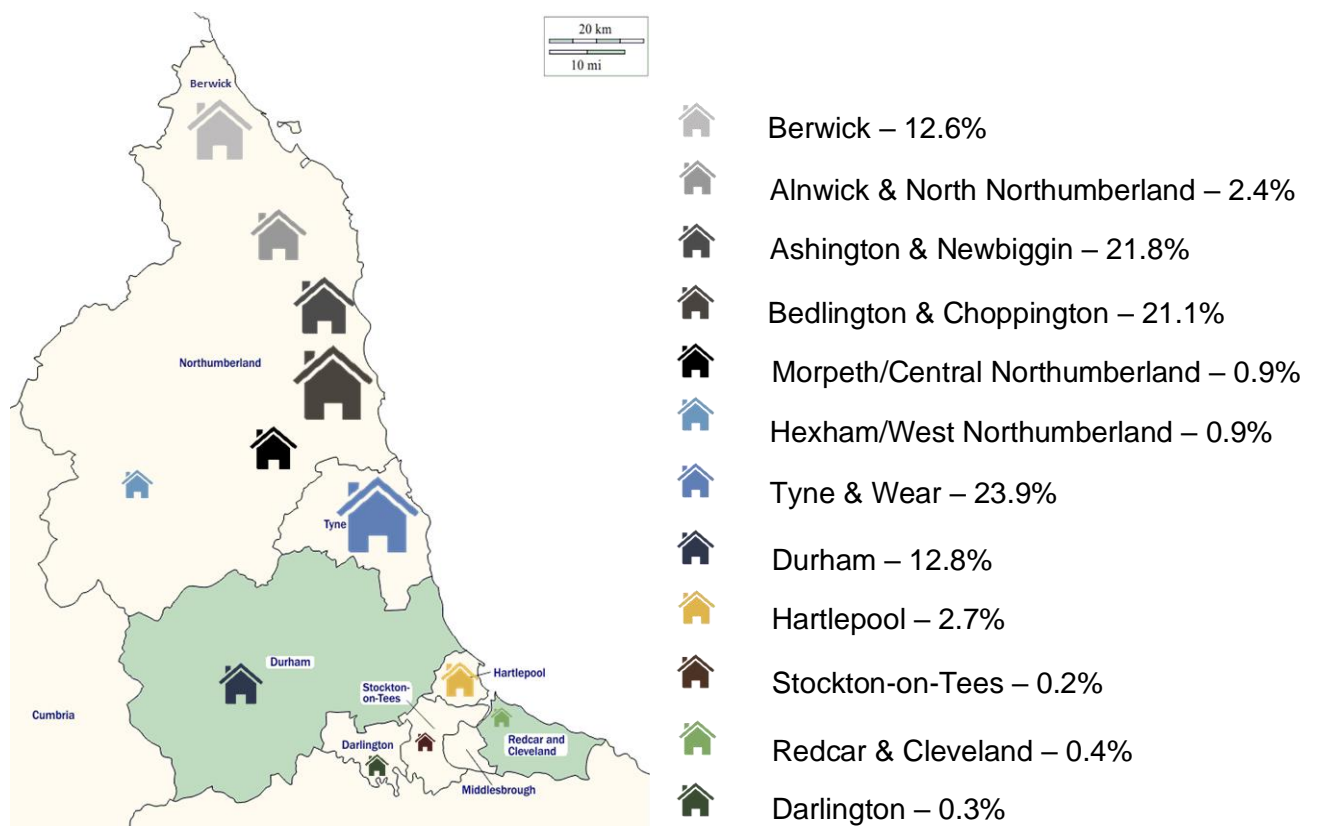 20 km
10 mi
Berwick
Northumberland
Tyne
Durham
Hartlepool
Stockton-
on-Tees
Cumbria
Darlington
Redcar and
Cleveland
Middlesbrough
Berwick – 12.6%
Alnwick & North Northumberland – 2.4%
Ashington & Newbiggin – 21.8%
Bedlington & Choppington – 21.1%
Morpeth/Central Northumberland – 0.9%
Hexham/West Northumberland – 0.9%
Tyne & Wear – 23.9%
Durham – 12.8%
Hartlepool – 2.7%
Stockton-on-Tees – 0.2%
Redcar & Cleveland – 0.4%
Darlington – 0.3%